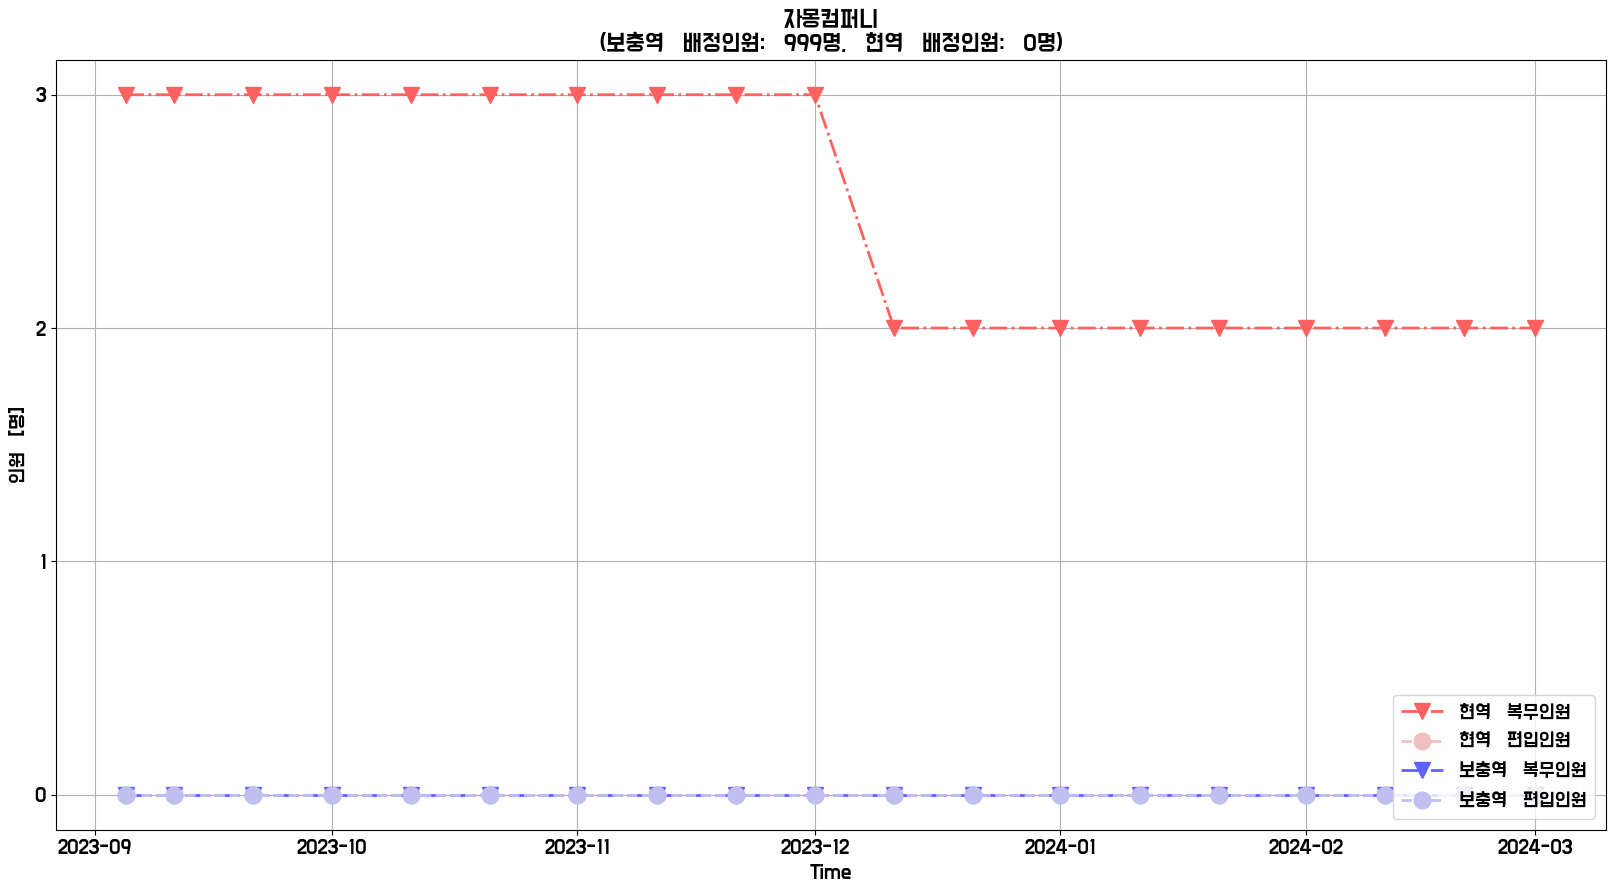 자몽컴퍼니
(보충역 배정인원: 999명, 현역 배정인원: 0명)
인원 [명]
3
2
1
0
현역 복무인원
현역 편입인원
보충역 복무인원
보충역 편입인원
2023-09 2023-10 2023-11 2023-12 2024-01 2024-02 2024-03
Time